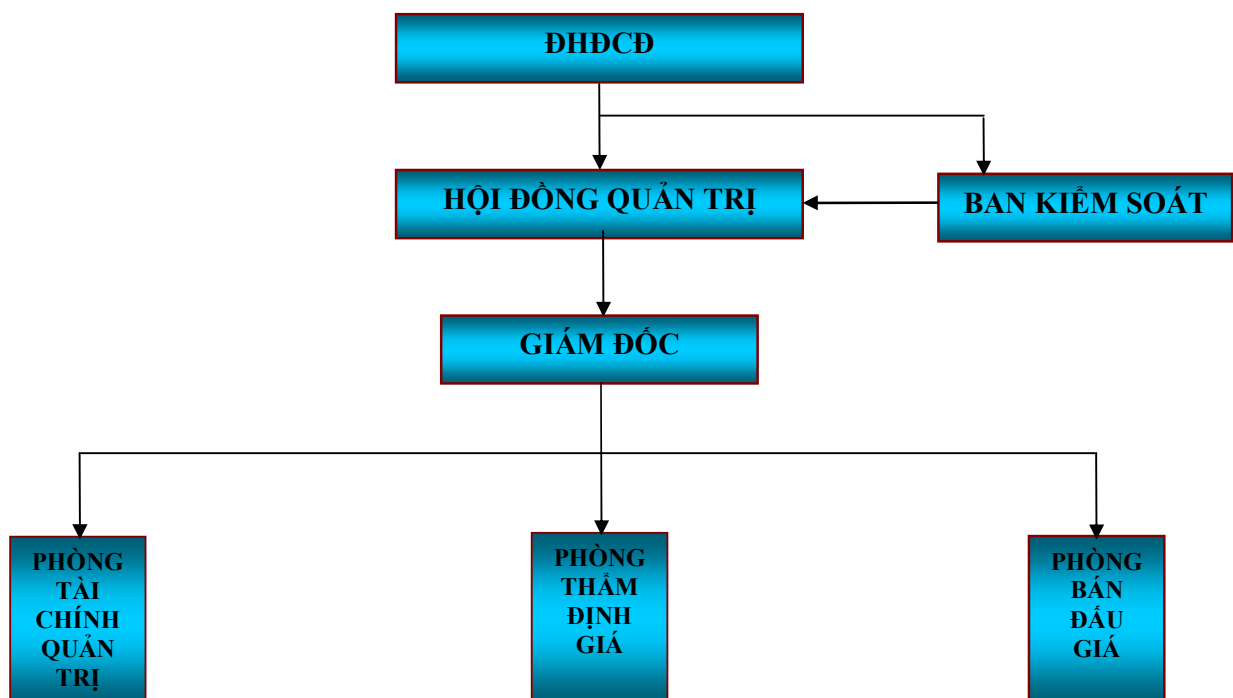 ĐHĐCĐ
HỘI ĐỒNG QUẢN TRỊ
BAN KIỂM SOÁT
GIÁM ĐỐC
PHÒNG
TÀI
CHÍNH
QUẢN
TRỊ
PHÒNG
THẨM
ĐỊNH
GIÁ
PHÒNG
BÁN
ĐẤU
GIÁ